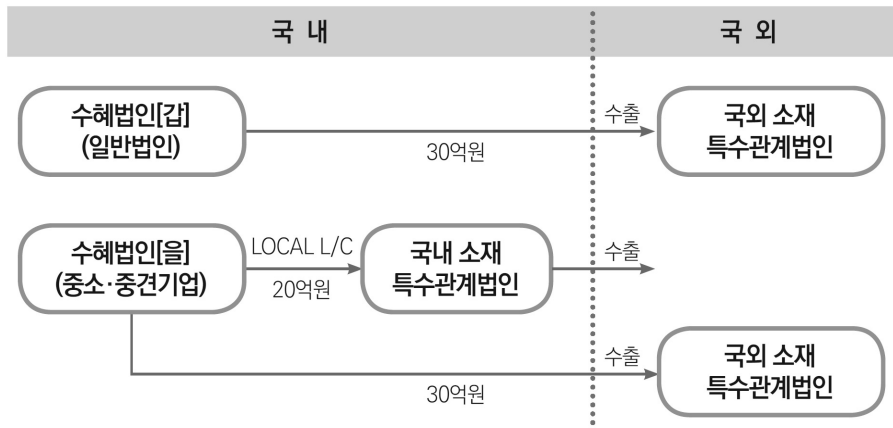 국 내
국 외
수혜법인[갑]
(일반법인)
30억원
수출
국외 소재
특수관계법인
수혜법인[을]
(중소·중견기업)
LOCAL L/C
20억원
국내 소재
특수관계법인
수출
30억원
수출
국외 소재
특수관계법인